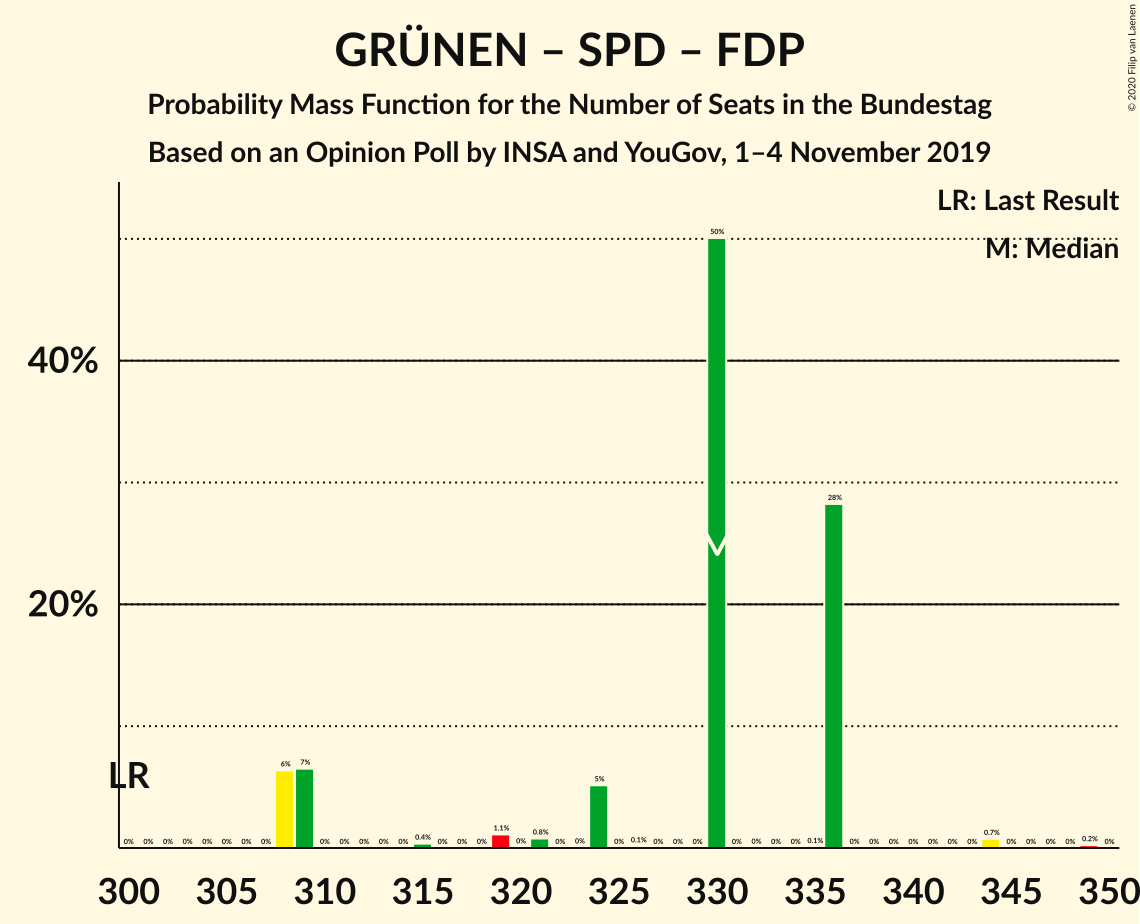 GRÜNEN – SPD – FDP
Probability Mass Function for the Number of Seats in the Bundestag
Based on an Opinion Poll by INSA and YouGov, 1–4 November 2019
© 2020 Filip van Laenen
LR: Last Result
M: Median
50%
40%
28%
20%
LR
6%
7%
5%
0% 0% 0% 0% 0% 0% 0% 0% 0% 0% 0% 0% 0% 0.4% 0% 0% 0% 1.1% 0% 0.8% 0% 0% 0% 0.1% 0% 0% 0% 0% 0% 0% 0% 0.1% 0% 0% 0% 0% 0% 0% 0% 0.7% 0% 0% 0% 0% 0.2% 0%
300 305 310 315 320 325 330 335 340 345 350